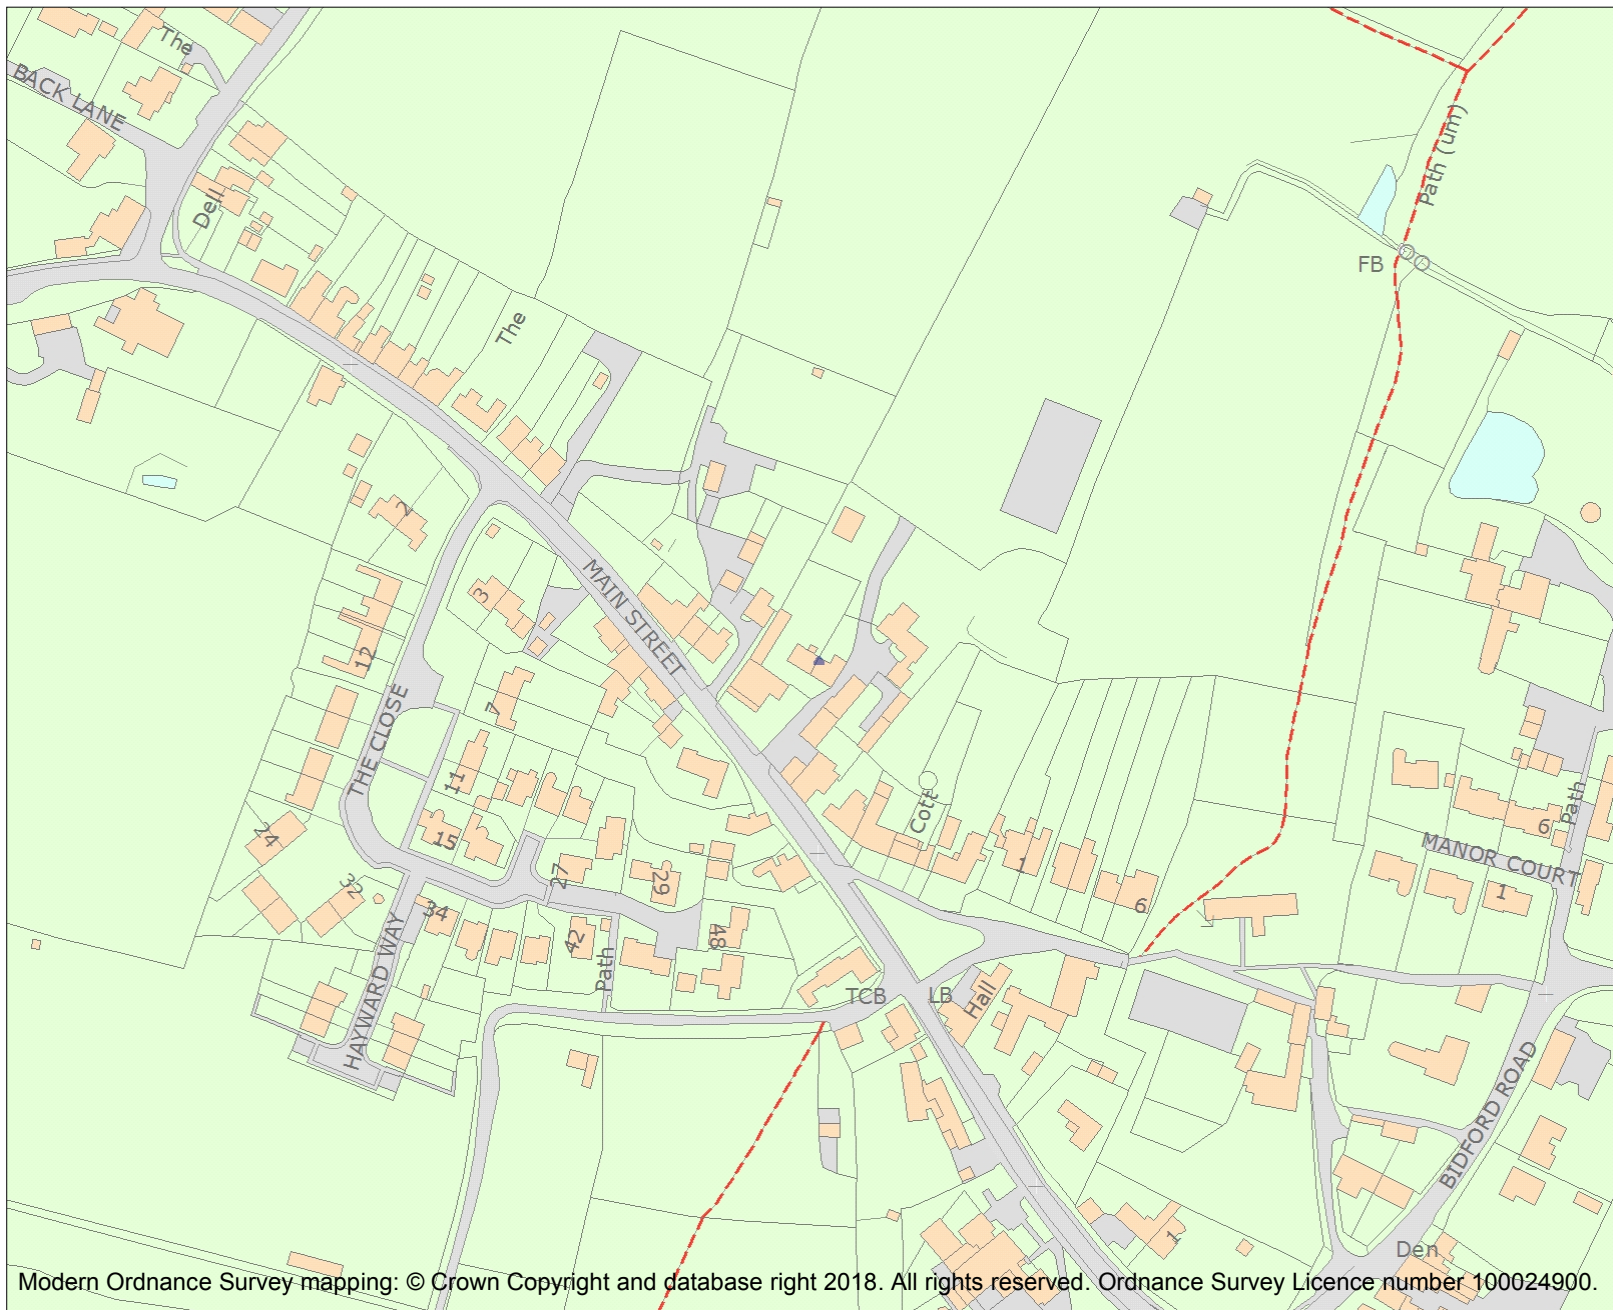 The
BACK LANE
Path (um)
Dell
FB
The
2
3
MAIN STREET
12
7
THE CLOSE
11
Cott
Path
6
15
24
MANOR COURT
1
27
29
32
1
6
34
42
48
HAYWARD WAY
Path
TCB
LB
Hall
BIDFORD ROAD
1
Den
Modern Ordnance Survey mapping: © Crown Copyright and database right 2018. All rights reserved. Ordnance Survey Licence number 100024900.